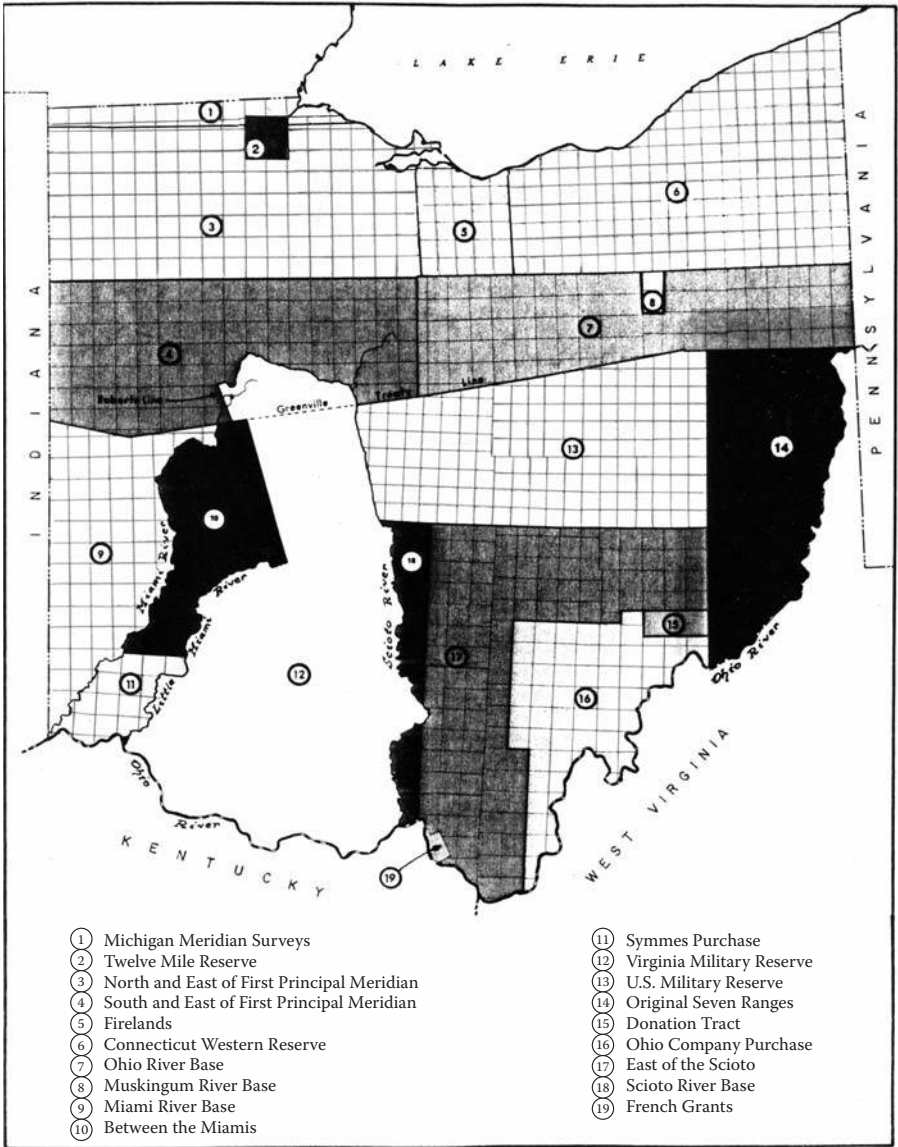 LAKE ERIE
PENNSYLVANIA
INDIANA
1
2
3
4
5
6
7
8
Roberts Line
Greenville Treaty Line
9
10
11
12
13
14
15
16
17
18
19
Miami River
Little Miami River
Scioto River
Ohio River
Ohio River
KENTUCKY
WEST VIRGINIA
1 Michigan Meridian Surveys
2 Twelve Mile Reserve
3 North and East of First Principal Meridian
4 South and East of First Principal Meridian
5 Firelands
6 Connecticut Western Reserve
7 Ohio River Base
8 Muskingum River Base
9 Miami River Base
10 Between the Miamis
11 Symmes Purchase
12 Virginia Military Reserve
13 U.S. Military Reserve
14 Original Seven Ranges
15 Donation Tract
16 Ohio Company Purchase
17 East of the Scioto
18 Scioto River Base
19 French Grants